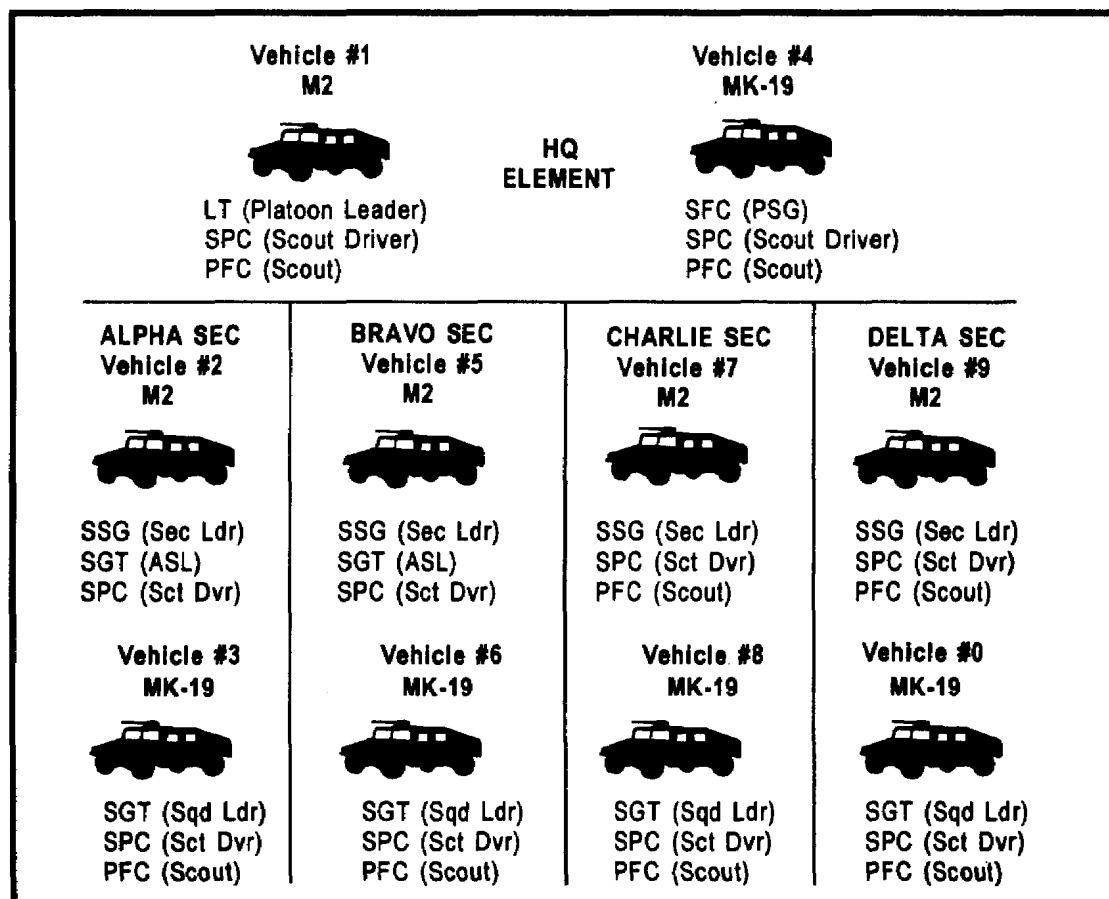 Vehicle #1
M2
LT (Platoon Leader)
SPC (Scout Driver)
PFC (Scout)
HQ
ELEMENT
Vehicle #4
MK-19
SFC (PSG)
SPC (Scout Driver)
PFC (Scout)
ALPHA SEC
Vehicle #2
M2
SSG (Sec Ldr)
SGT (ASL)
SPC (Sct Dvr)
Vehicle #3
MK-19
SGT (Sqd Ldr)
SPC (Sct Dvr)
PFC (Scout)
BRAVO SEC
Vehicle #5
M2
SSG (Sec Ldr)
SGT (ASL)
SPC (Sct Dvr)
Vehicle #6
MK-19
SGT (Sqd Ldr)
SPC (Sct Dvr)
PFC (Scout)
CHARLIE SEC
Vehicle #7
M2
SSG (Sec Ldr)
SPC (Sct Dvr)
PFC (Scout)
Vehicle #8
MK-19
SGT (Sqd Ldr)
SPC (Sct Dvr)
PFC (Scout)
DELTA SEC
Vehicle #9
M2
SSG (Sec Ldr)
SPC (Sct Dvr)
PFC (Scout)
Vehicle #0
MK-19
SGT (Sqd Ldr)
SPC (Sct Dvr)
PFC (Scout)